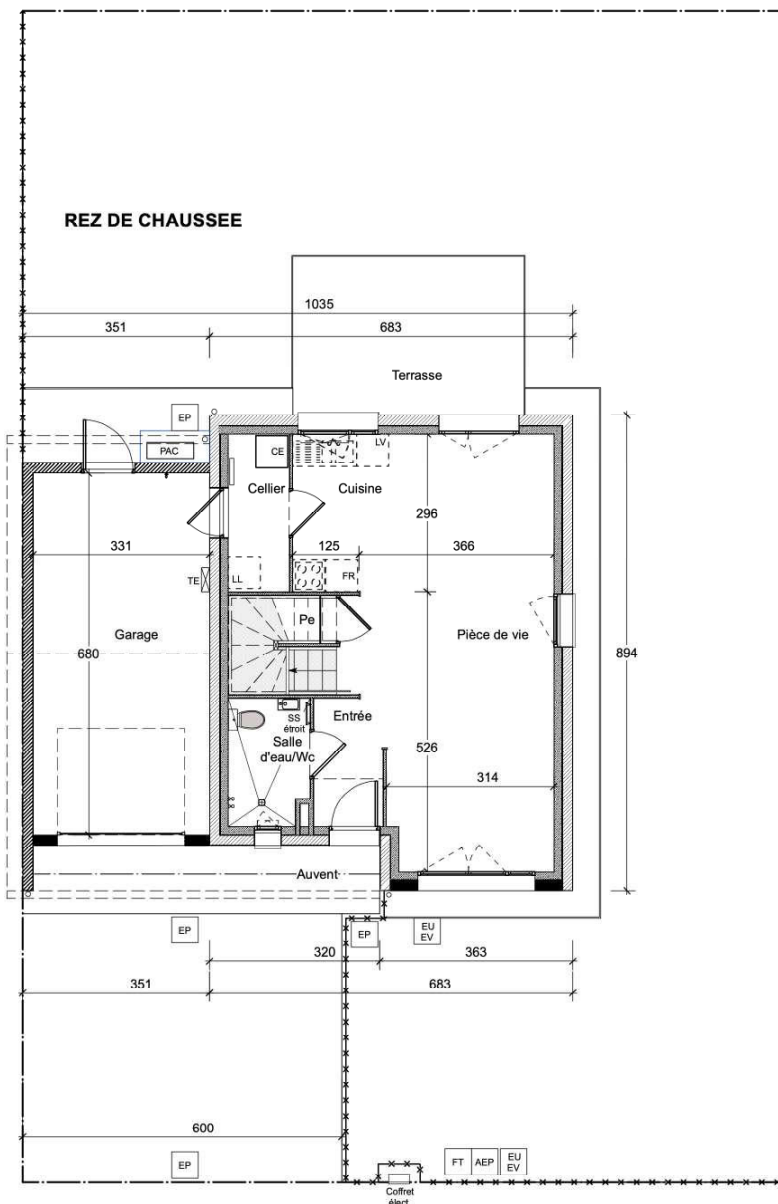 REZ DE CHAUSSEE
1035
351
683
Terrasse
EP
PAC
CE
LV
Cellier
Cuisine
296
331
125
366
TE
LL
FR
Garage
Pe
Pièce de vie
680
894
SS
étroit
Entrée
Salle
d'eau/Wc
526
314
Auvent
EP
EP
EU
EV
320
363
351
683
600
EP
FT
AEP
EU
EV
Coffret
élect